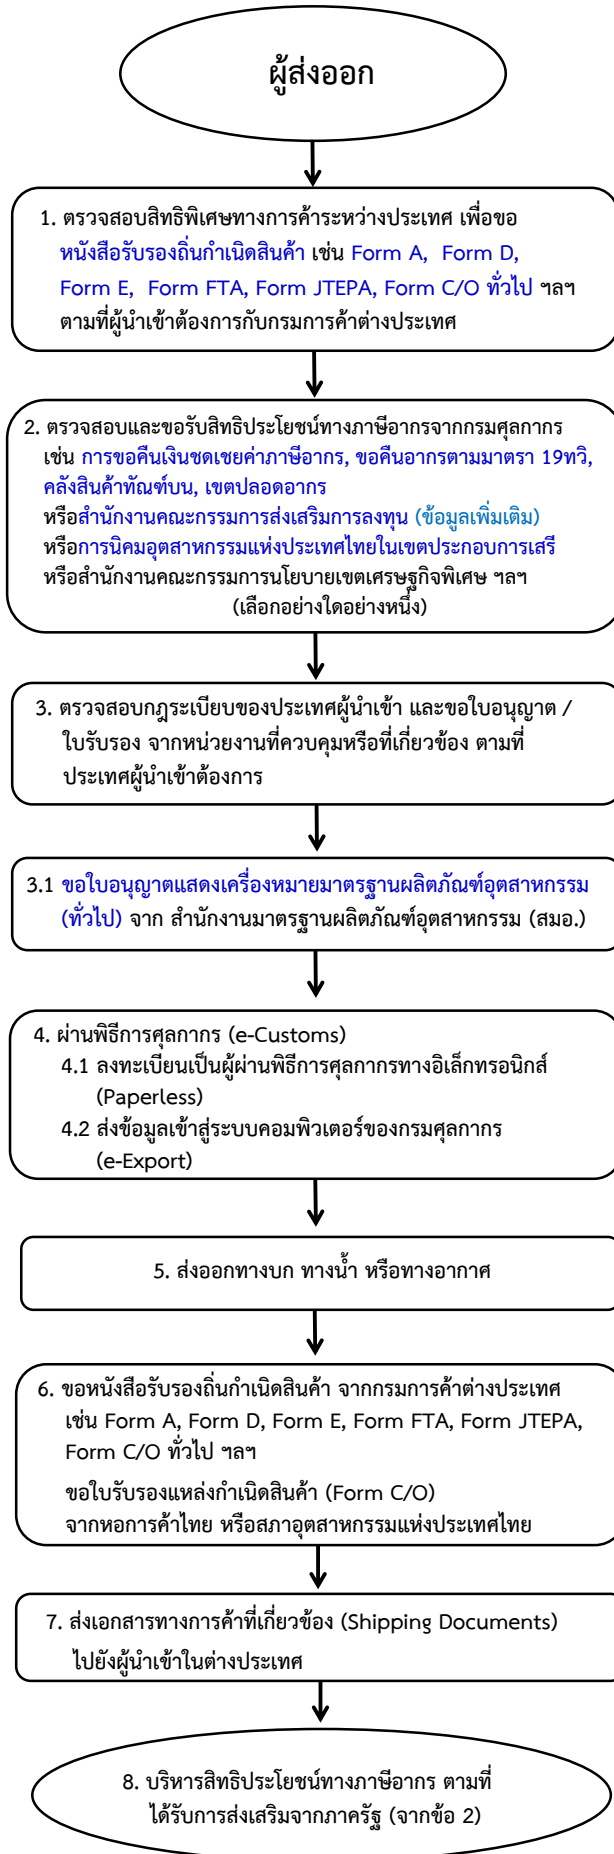 ผู้ส่งออก
1. ตรวจสอบสิทธิพิเศษทางการค้าระหว่างประเทศ เพื่อขอ
หนังสือรับรองถิ่นกำเนิดสินค้า เช่น Form A, Form D,
Form E, Form FTA, Form JTEPA, Form C/O ทั่วไป ฯลฯ
ตามที่ผู้นำเข้าต้องการกับกรมการค้าต่างประเทศ
2. ตรวจสอบและขอรับสิทธิประโยชน์ทางภาษีอากรจากกรมศุลกากร
เช่น การขอคืนเงินชดเชยค่าภาษีอากร, ขอคืนอากรตามมาตรา 19ทวิ,
คลังสินค้าทัณฑ์บน, เขตปลอดอากร
หรือสำนักงานคณะกรรมการส่งเสริมการลงทุน (ข้อมูลเพิ่มเติม)
หรือการนิคมอุตสาหกรรมแห่งประเทศไทยในเขตประกอบการเสรี
หรือสำนักงานคณะกรรมการนโยบายเขตเศรษฐกิจพิเศษ ฯลฯ
(เลือกอย่างใดอย่างหนึ่ง)
3. ตรวจสอบกฎระเบียบของประเทศผู้นำเข้า และขอใบอนุญาต /
ใบรับรอง จากหน่วยงานที่ควบคุมหรือที่เกี่ยวข้อง ตามที่
ประเทศผู้นำเข้าต้องการ
3.1 ขอใบอนุญาตแสดงเครื่องหมายมาตรฐานผลิตภัณฑ์อุตสาหกรรม
(ทั่วไป) จาก สำนักงานมาตรฐานผลิตภัณฑ์อุตสาหกรรม (สมอ.)
4. ผ่านพิธีการศุลกากร (e-Customs)
4.1 ลงทะเบียนเป็นผู้ผ่านพิธีการศุลกากรทางอิเล็กทรอนิกส์
(Paperless)
4.2 ส่งข้อมูลเข้าสู่ระบบคอมพิวเตอร์ของกรมศุลกากร
(e-Export)
5. ส่งออกทางบก ทางน้ำ หรือทางอากาศ
6. ขอหนังสือรับรองถิ่นกำเนิดสินค้า จากกรมการค้าต่างประเทศ
เช่น Form A, Form D, Form E, Form FTA, Form JTEPA,
Form C/O ทั่วไป ฯลฯ
ขอใบรับรองแหล่งกำเนิดสินค้า (Form C/O)
จากหอการค้าไทย หรือสภาอุตสาหกรรมแห่งประเทศไทย
7. ส่งเอกสารทางการค้าที่เกี่ยวข้อง (Shipping Documents)
ไปยังผู้นำเข้าในต่างประเทศ
8. บริหารสิทธิประโยชน์ทางภาษีอากร ตามที่
ได้รับการส่งเสริมจากภาครัฐ (จากข้อ 2)